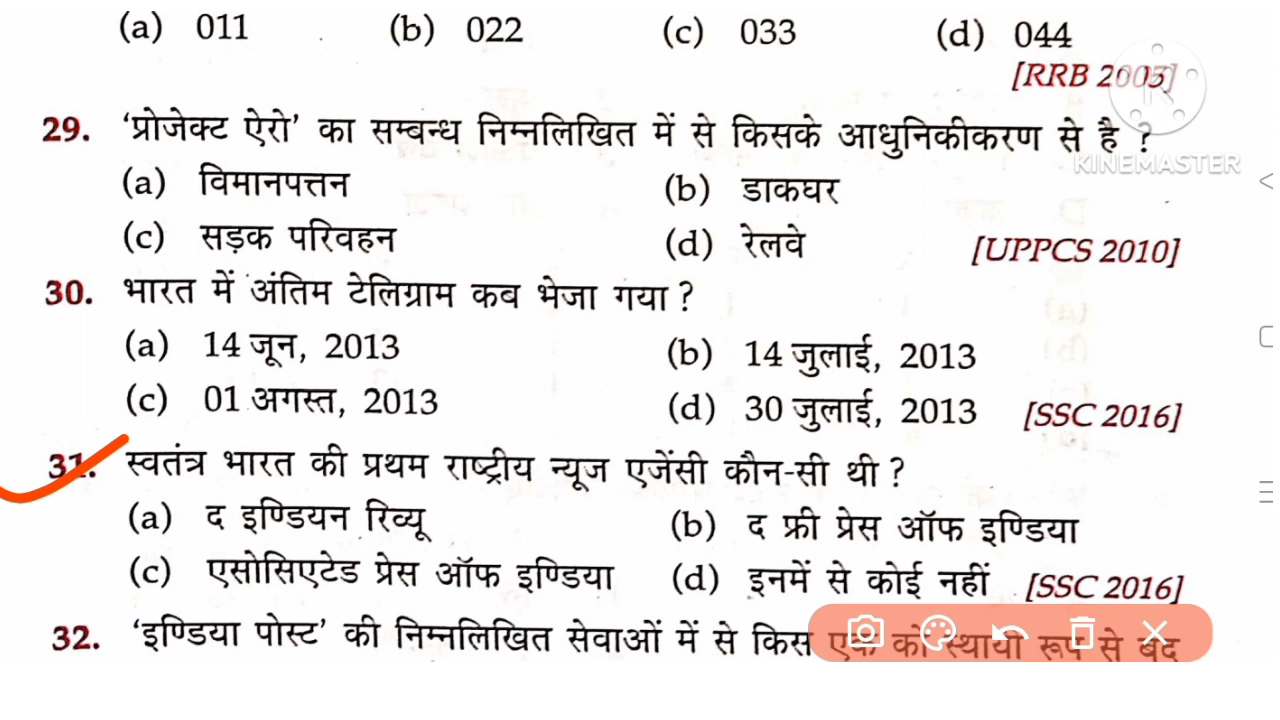 (a) 011 (b) 022 (c) 033 (d) 044
[RRB 2003]
29. ‘प्रोजेक्ट ऐरो’ का सम्बन्ध निम्नलिखित में से किसके आधुनिकीकरण से है ?
KINEMASTER
(a) विमानपत्तन (b) डाकघर
(c) सड़क परिवहन (d) रेलवे [UPPCS 2010]
30. भारत में अंतिम टेलिग्राम कब भेजा गया ?
(a) 14 जून, 2013 (b) 14 जुलाई, 2013
(c) 01 अगस्त, 2013 (d) 30 जुलाई, 2013 [SSC 2016]
31. स्वतंत्र भारत की प्रथम राष्ट्रीय न्यूज एजेंसी कौन-सी थी ?
(a) द इण्डियन रिव्यू (b) द फ्री प्रेस ऑफ इण्डिया
(c) एसोसिएटेड प्रेस ऑफ इण्डिया (d) इनमें से कोई नहीं [SSC 2016]
32. ‘इण्डिया पोस्ट’ की निम्नलिखित सेवाओं में से किस एक को स्थायी रूप से बंद